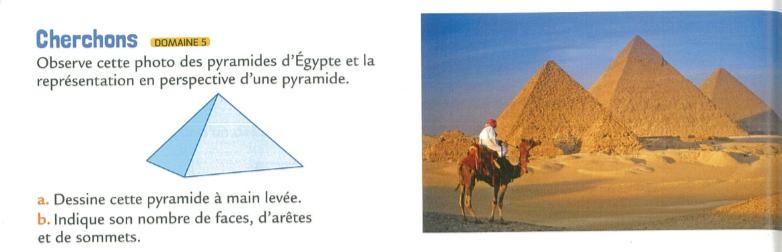 Cherchons DOMAINE 5
Observe cette photo des pyramides d'Égypte et la
représentation en perspective d'une pyramide.
a. Dessine cette pyramide à main levée.
b. Indique son nombre de faces, d'arêtes
et de sommets.